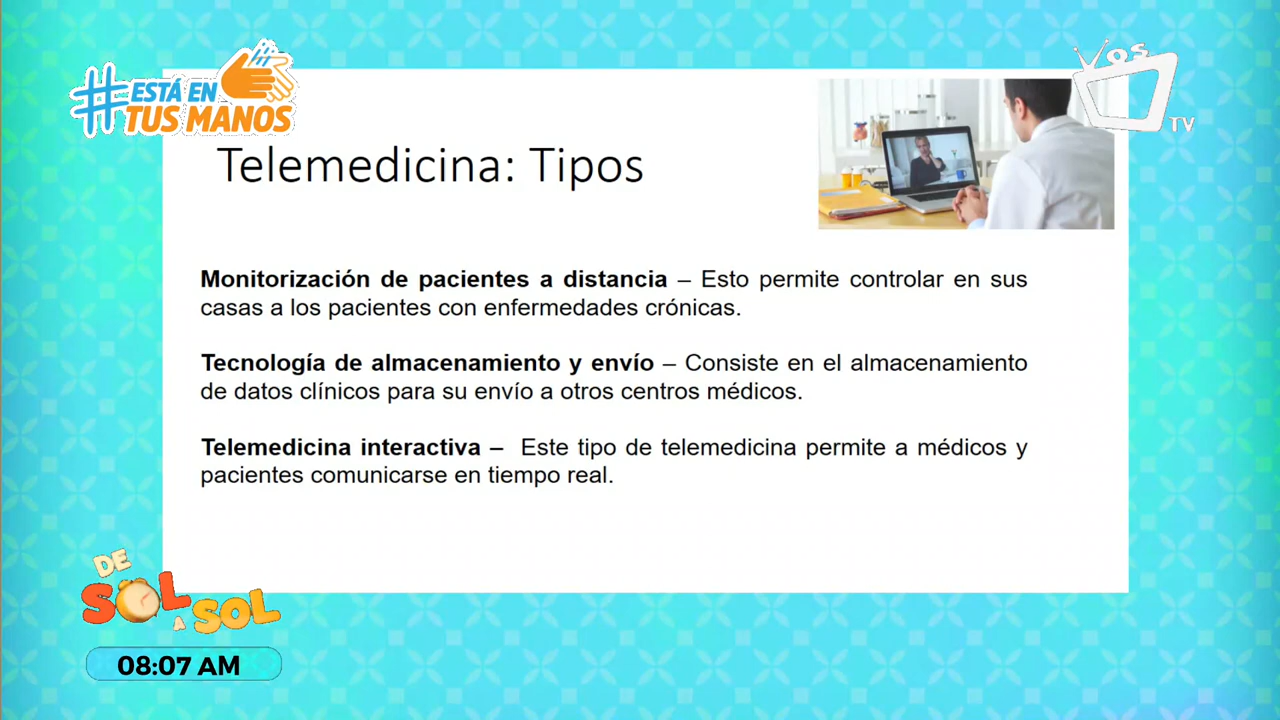 #ESTÁ EN
TUS MANOS
VOS
TV
Telemedicina: Tipos
Monitorización de pacientes a distancia – Esto permite controlar en sus
casas a los pacientes con enfermedades crónicas.
Tecnología de almacenamiento y envío – Consiste en el almacenamiento
de datos clínicos para su envío a otros centros médicos.
Telemedicina interactiva – Este tipo de telemedicina permite a médicos y
pacientes comunicarse en tiempo real.
DE
SOL
A SOL
08:07 AM